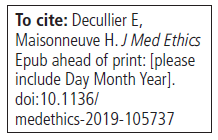 To cite: Decullier E,
Maisonneuve H. J Med Ethics
Epub ahead of print: [please
include Day Month Year].
doi:10.1136/
medethics-2019-105737